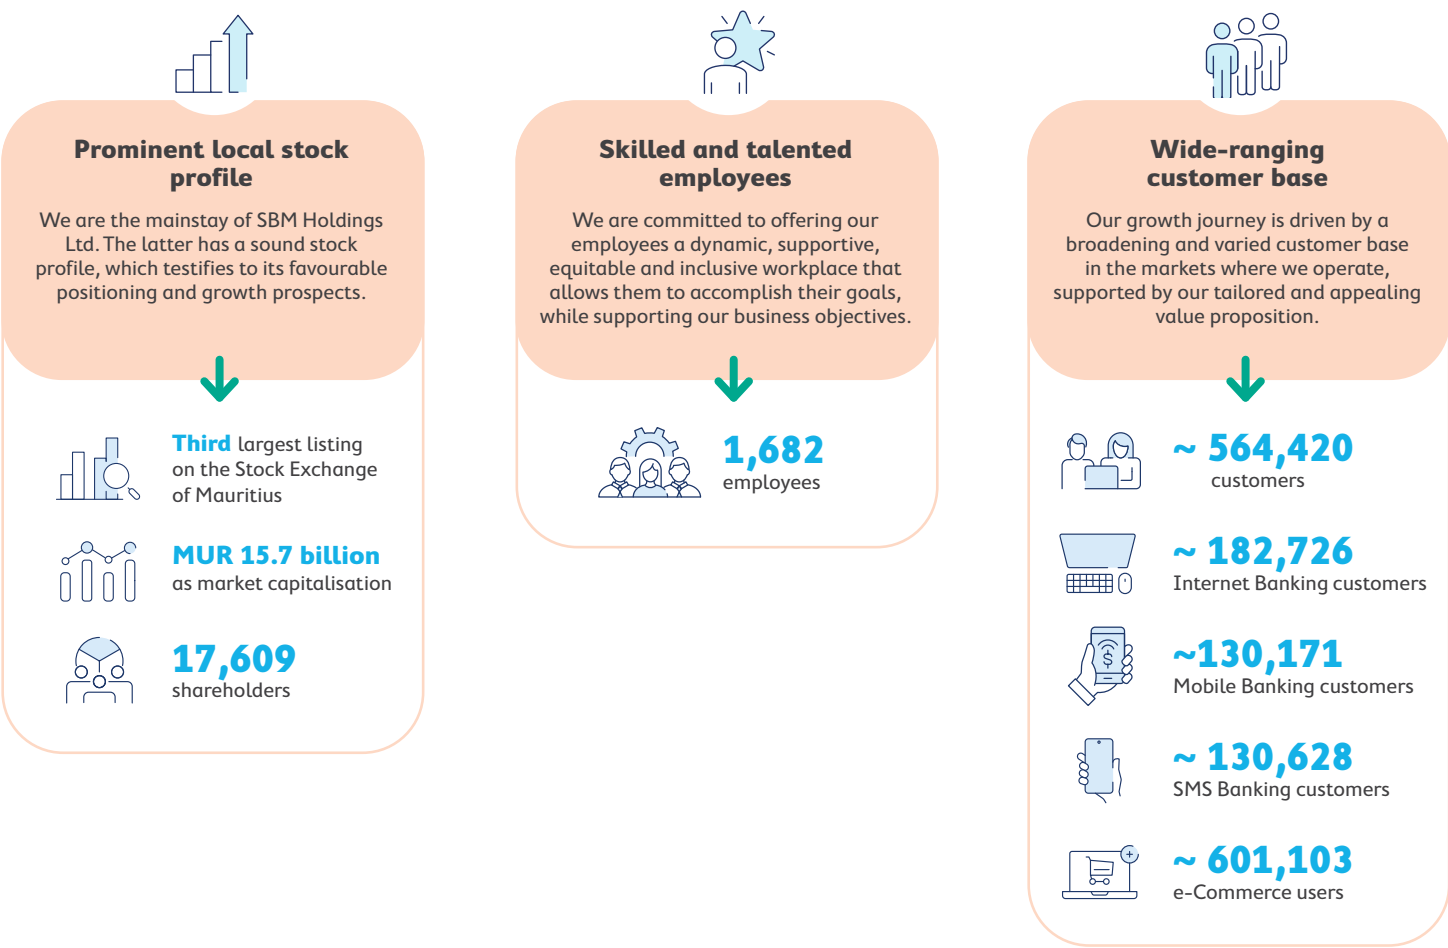 Prominent local stock
profile
We are the mainstay of SBM Holdings
Ltd. The latter has a sound stock
profile, which testifies to its favourable
positioning and growth prospects.
Third largest listing
on the Stock Exchange
of Mauritius
MUR 15.7 billion
as market capitalisation
17,609
shareholders
Skilled and talented
employees
We are committed to offering our
employees a dynamic, supportive,
equitable and inclusive workplace that
allows them to accomplish their goals,
while supporting our business objectives.
1,682
employees
Wide-ranging
customer base
Our growth journey is driven by a
broadening and varied customer base
in the markets where we operate,
supported by our tailored and appealing
value proposition.
~ 564,420
customers
~ 182,726
Internet Banking customers
$
~130,171
Mobile Banking customers
~ 130,628
SMS Banking customers
~ 601,103
e-Commerce users